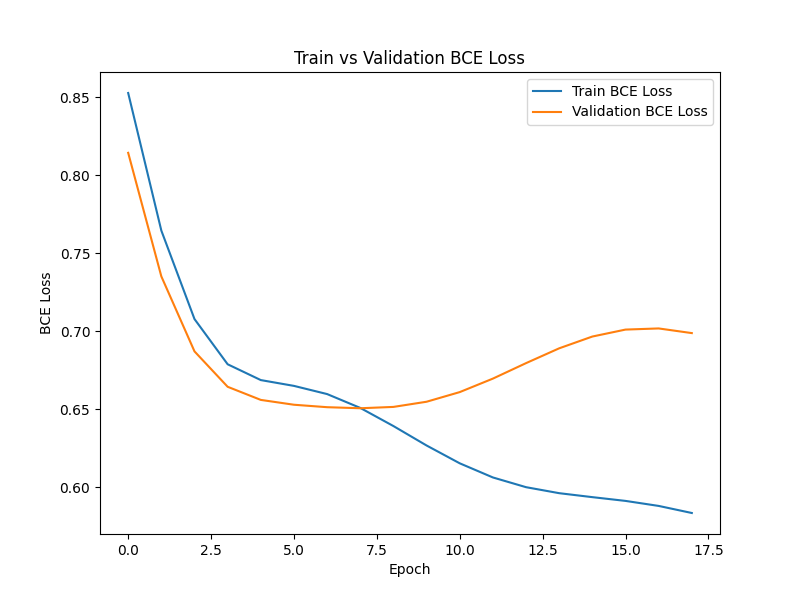 Train vs Validation BCE Loss
Train BCE Loss
Validation BCE Loss
0.85
0.80
0.75
0.70
0.65
0.60
BCE Loss
0.0 2.5 5.0 7.5 10.0 12.5 15.0 17.5
Epoch